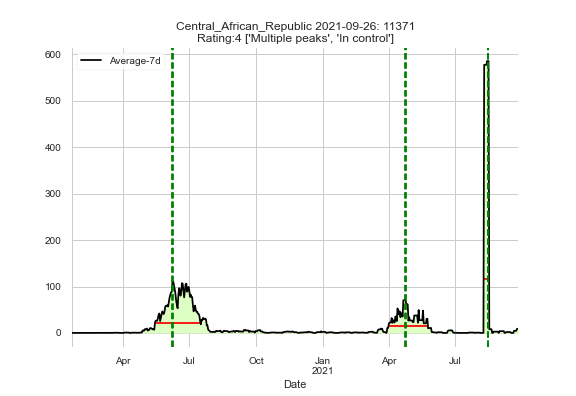 Central_African_Republic 2021-09-26: 11371
Rating:4 ['Multiple peaks', 'In control']
Average-7d
600
500
400
300
200
100
0
Apr
Jul
Oct
Jan
2021
Apr
Jul
Date